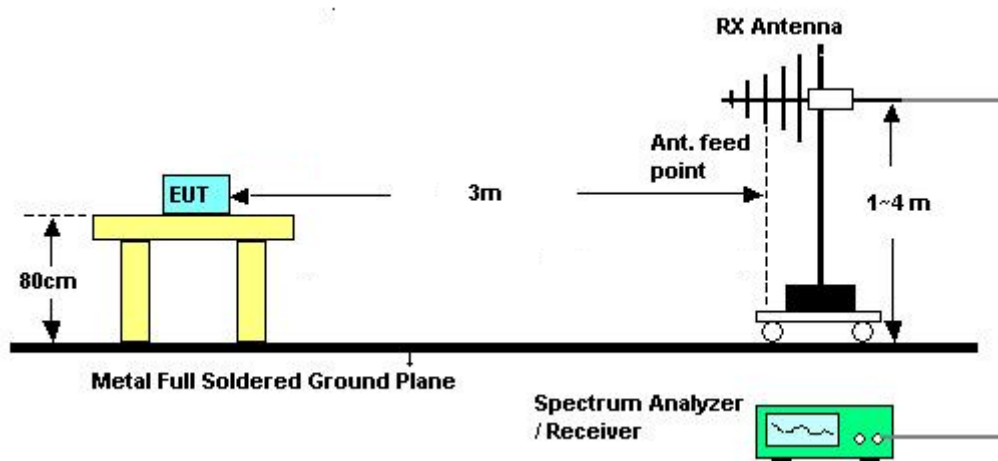 RX Antenna
Ant. feed
point
EUT
3m
1~4 m
80cm
Metal Full Soldered Ground Plane
Spectrum Analyzer
/ Receiver